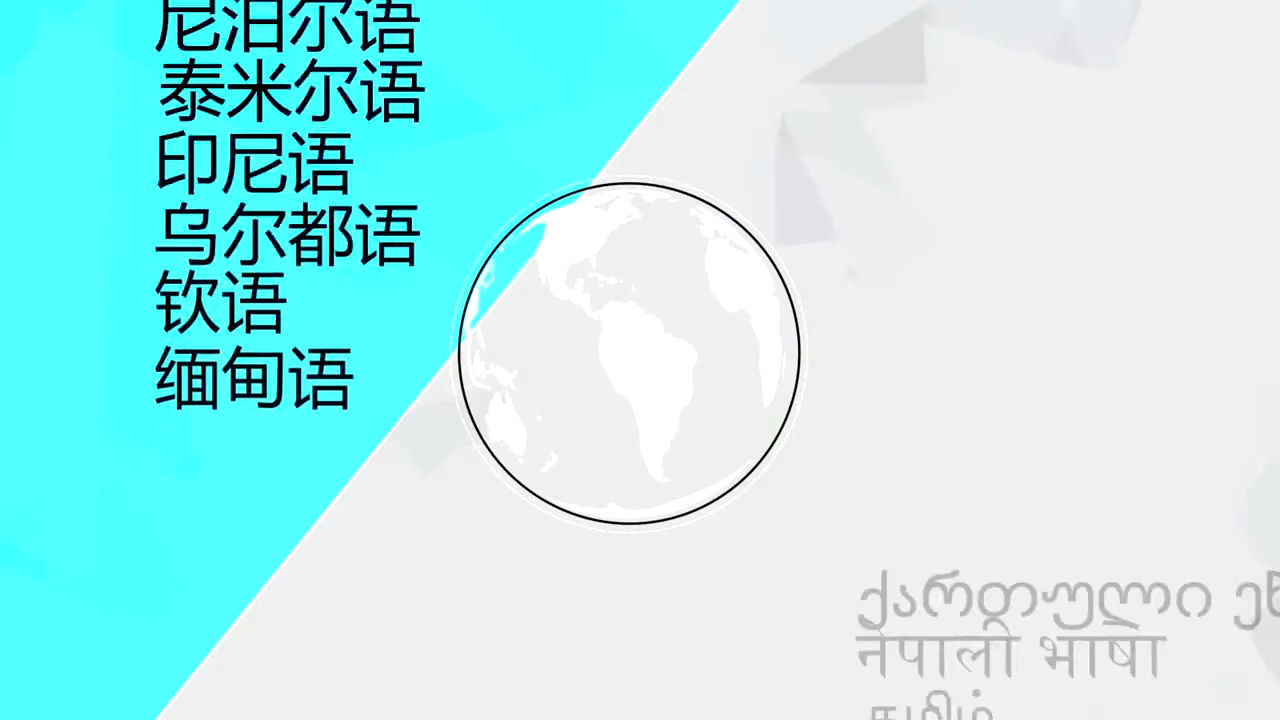 尼泊尔语
泰米尔语
印尼语
乌尔都语
钦语
缅甸语
ქართული
नेपाली भाषा
தமிழ்